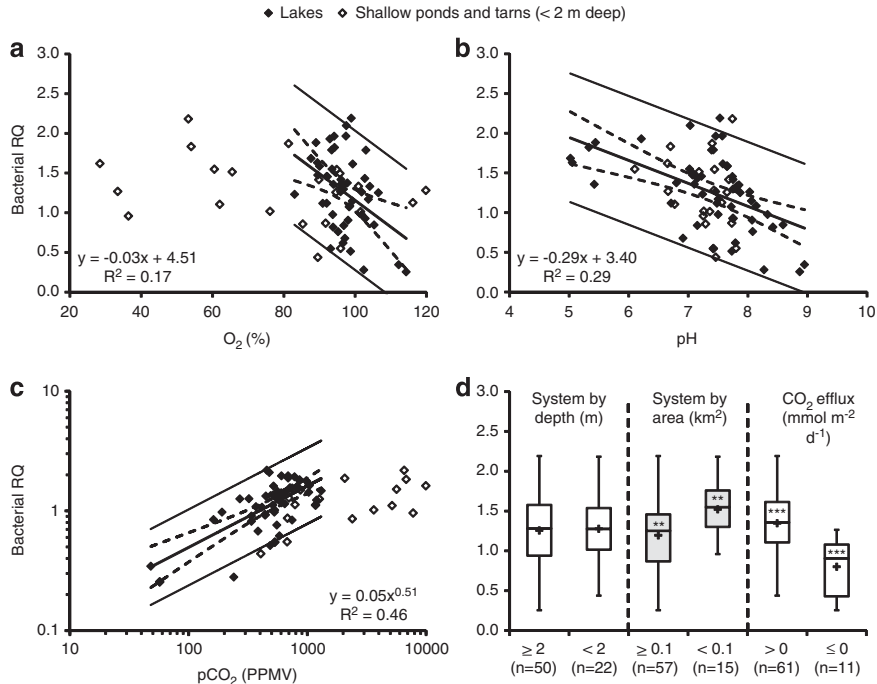 Lakes Shallow ponds and tarns (< 2 m deep)
a
3.0
2.5
2.0
1.5
1.0
0.5
0.0
Bacterial RQ
y = -0.03x + 4.51
R² = 0.17
20 40 60 80 100 120
O₂ (%)
b
3.0
2.5
2.0
1.5
1.0
0.5
0.0
y = -0.29x + 3.40
R² = 0.29
4 5 6 7 8 9 10
pH
c
10
1
0.1
Bacterial RQ
y = 0.05x^0.51
R² = 0.46
10 100 1000 10000
pCO₂ (PPMV)
d
3.0
2.5
2.0
1.5
1.0
0.5
0.0
System by
depth (m)
System by
area (km²)
CO₂ efflux
(mmol m⁻²
d⁻¹)
** ** *** ***
≥ 2 < 2 ≥ 0.1 < 0.1 > 0 ≤ 0
(n=50) (n=22) (n=57) (n=15) (n=61) (n=11)